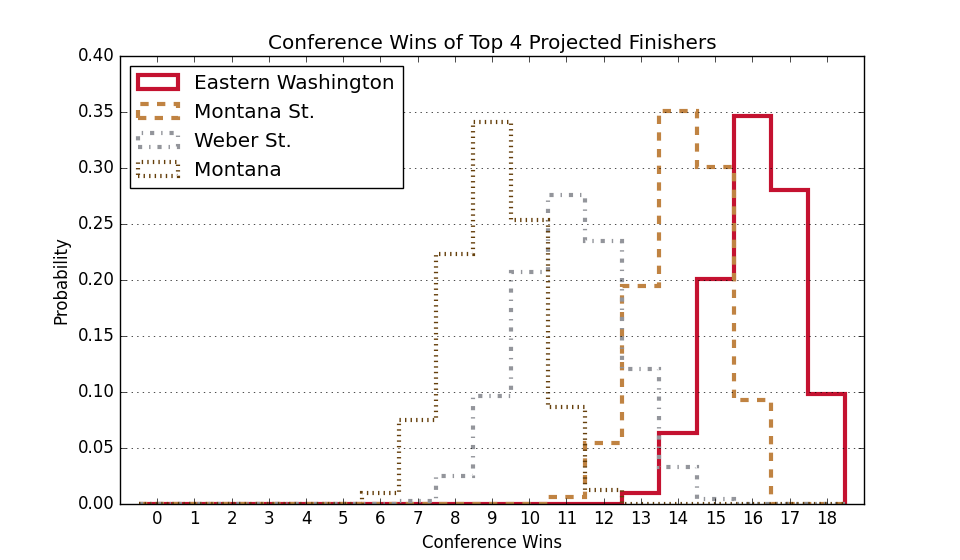 Conference Wins of Top 4 Projected Finishers
0.40
0.35
0.30
0.25
0.20
0.15
0.10
0.05
0.00
Probability
Eastern Washington
Montana St.
Weber St.
Montana
0 1 2 3 4 5 6 7 8 9 10 11 12 13 14 15 16 17 18
Conference Wins